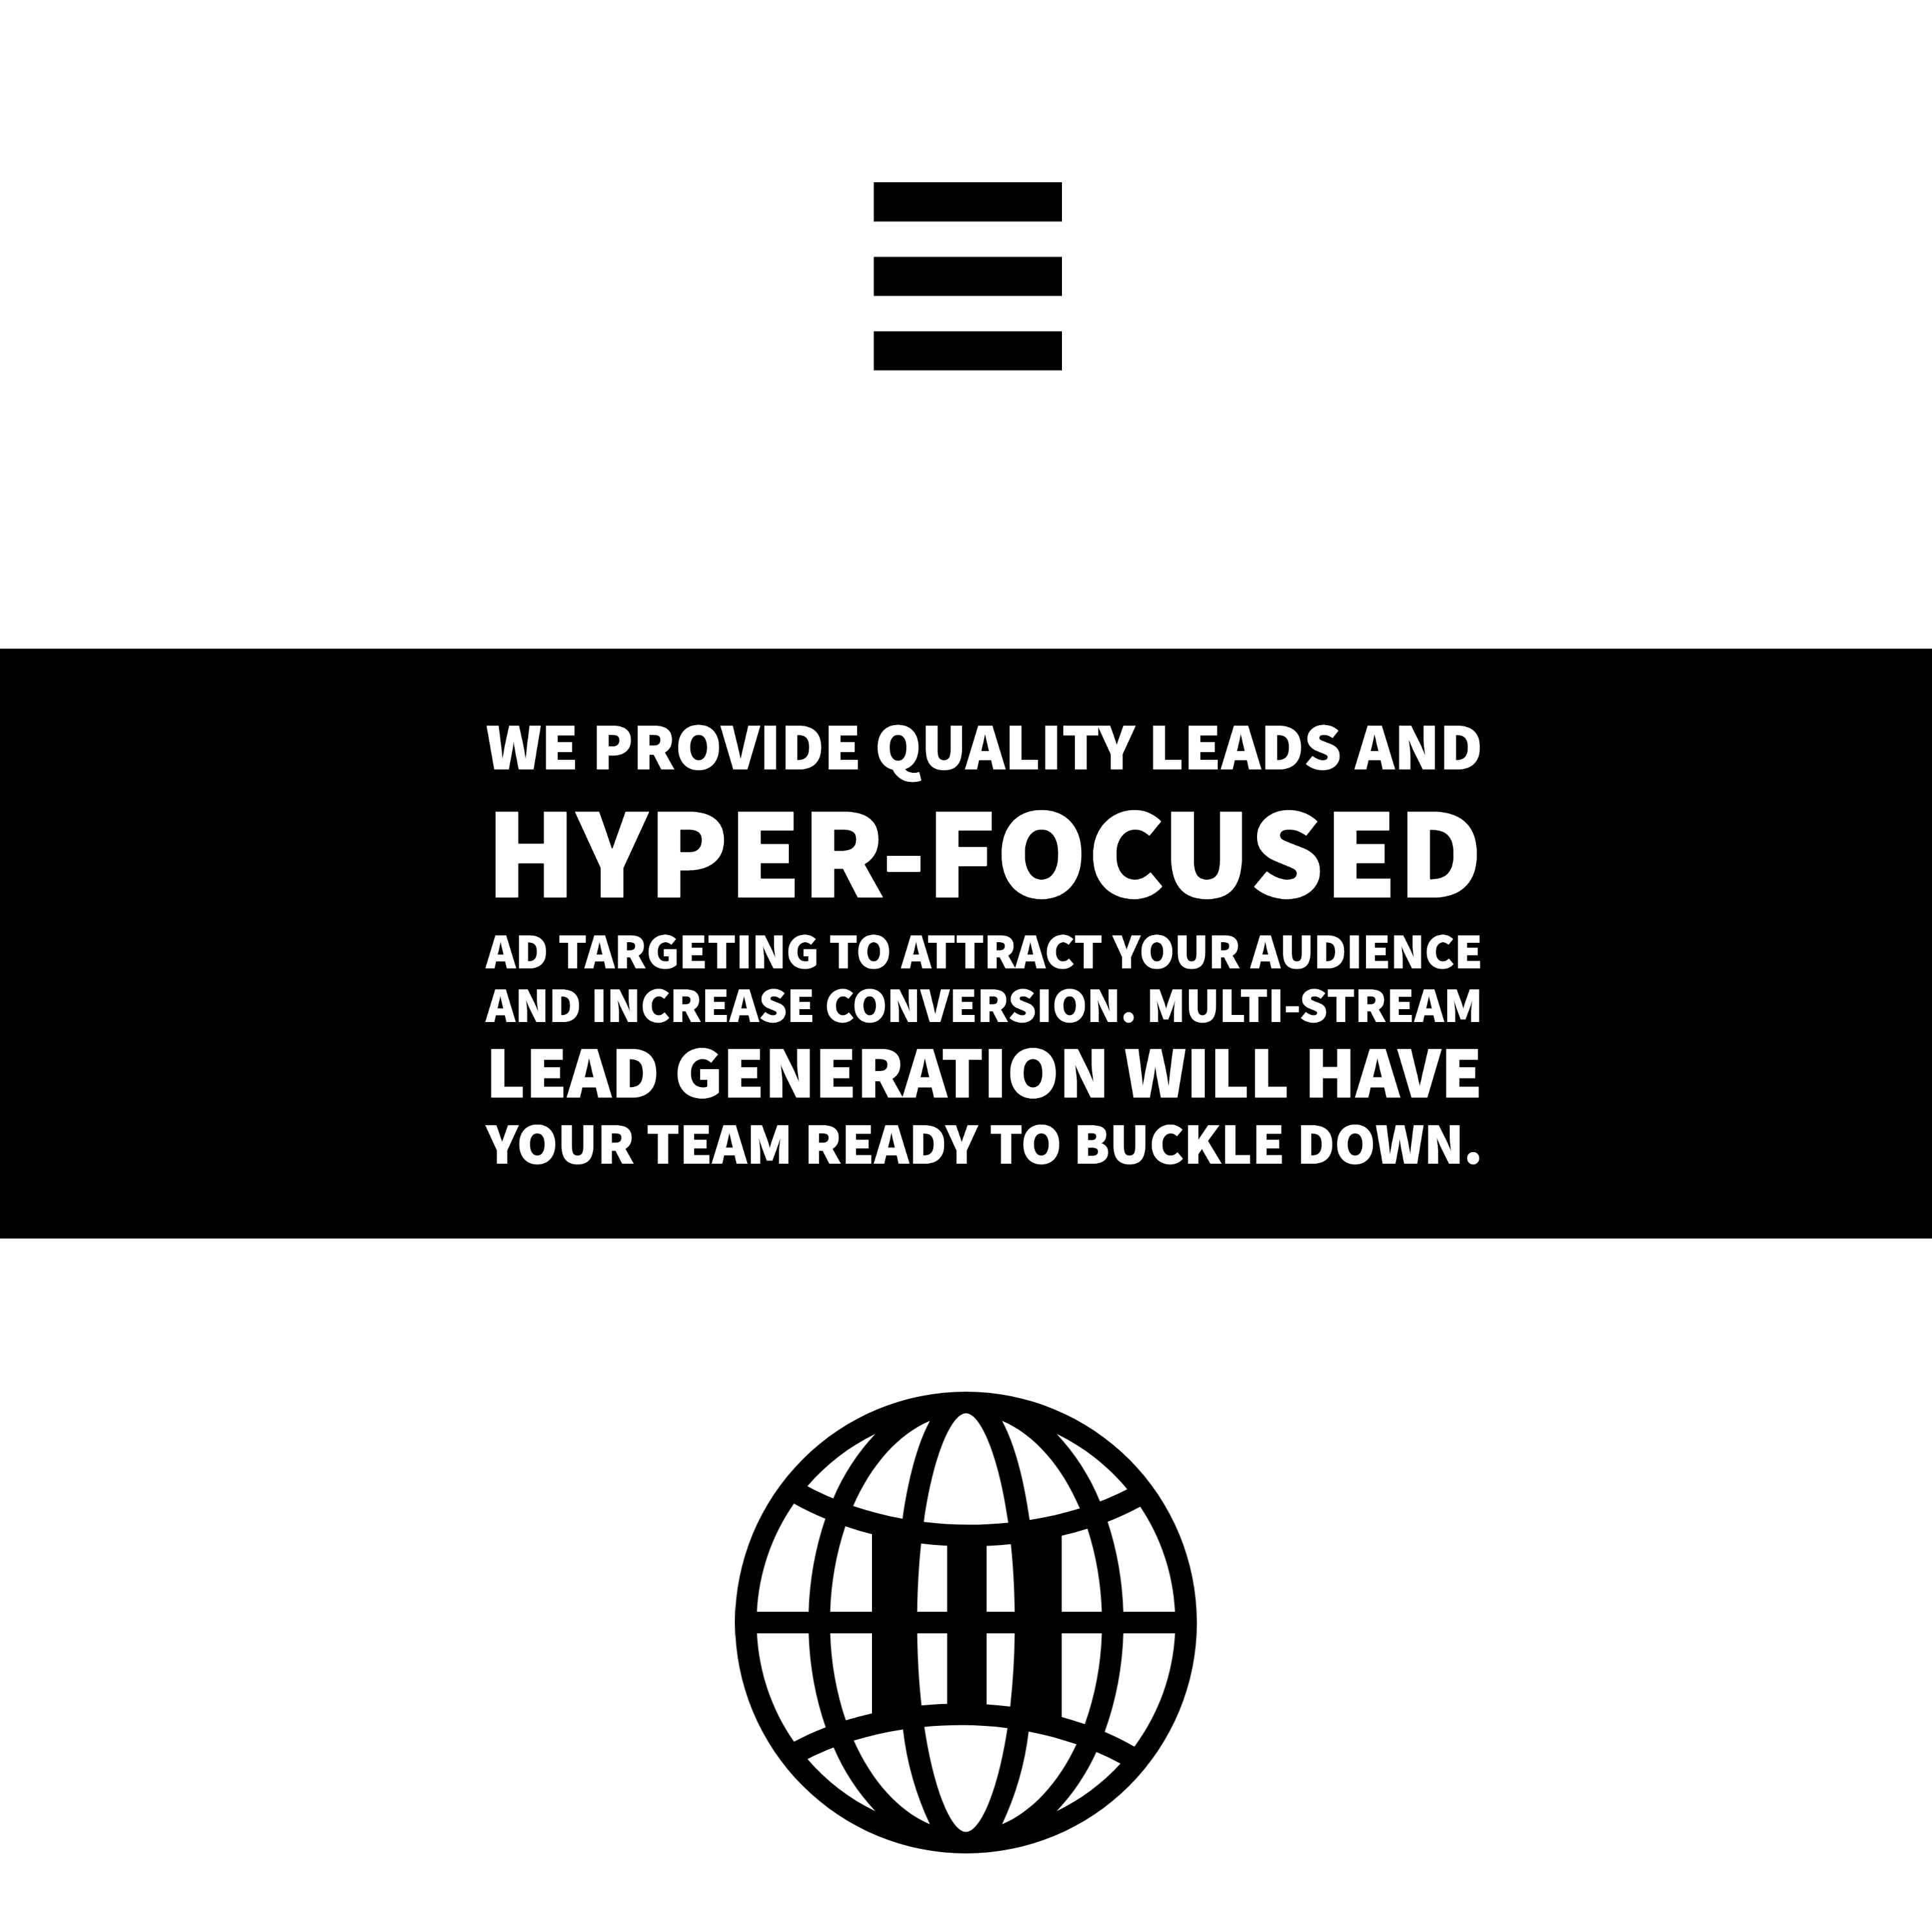 WE PROVIDE QUALITY LEADS AND
HYPER-FOCUSED
AD TARGETING TO ATTRACT YOUR AUDIENCE
AND INCREASE CONVERSION. MULTI-STREAM
LEAD GENERATION WILL HAVE
YOUR TEAM READY TO BUCKLE DOWN.